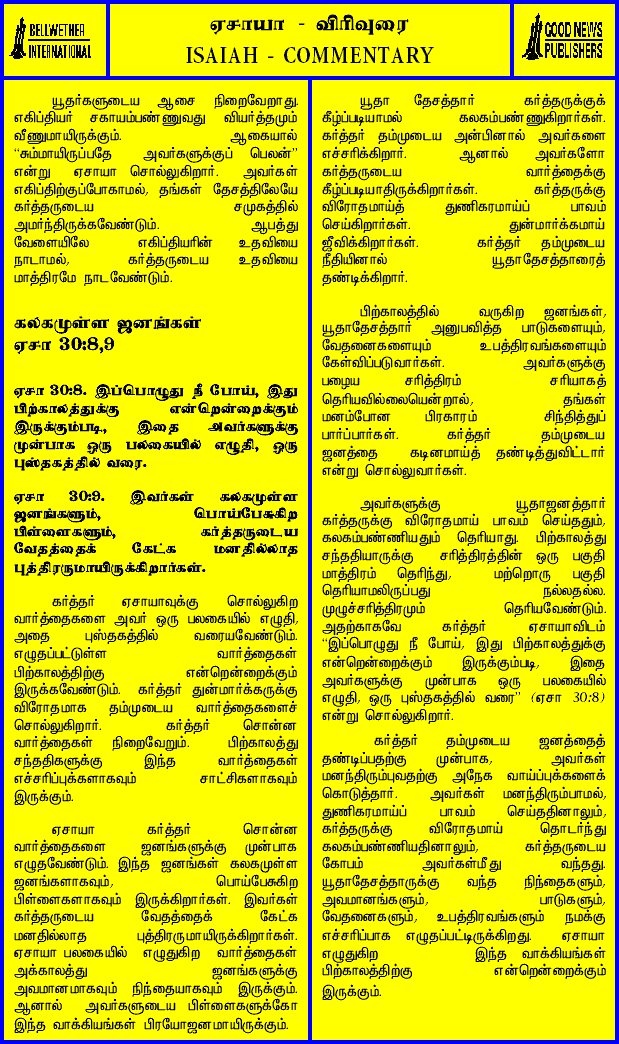 BELLWETHER
INTERNATIONAL
ஏசாயா - விரிவுரை
ISAIAH - COMMENTARY
GOOD NEWS
PUBLISHERS
யூதர்களுடைய ஆசை நிறைவேறாது.
எகிப்தியர் சகாயம்பண்ணுவது வியர்த்தமும்
வீணுமாயிருக்கும். ஆகையால்
“சும்மாயிருப்பதே அவர்களுக்குப் பெலன்”
என்று ஏசாயா சொல்லுகிறார். அவர்கள்
எகிப்திற்குப்போகாமல், தங்கள் தேசத்திலேயே
கர்த்தருடைய சமுகத்தில்
அமர்ந்திருக்கவேண்டும். ஆபத்து
வேளையிலே எகிப்தியரின் உதவியை
நாடாமல், கர்த்தருடைய உதவியை
மாத்திரமே நாடவேண்டும்.
கலகமுள்ள ஜனங்கள்
ஏசா 30:8,9
ஏசா 30:8. இப்பொழுது நீ போய், இது
பிற்காலத்துக்கு என்றென்றைக்கும்
இருக்கும்படி, இதை அவர்களுக்கு
முன்பாக ஒரு பலகையில் எழுதி, ஒரு
புஸ்தகத்தில் வரை.
ஏசா 30:9. இவர்கள் கலகமுள்ள
ஜனங்களும், பொய்பேசுகிற
பிள்ளைகளும், கர்த்தருடைய
வேதத்தைக் கேட்க மனதில்லாத
புத்திரருமாயிருக்கிறார்கள்.
கர்த்தர் ஏசாயாவுக்கு சொல்லுகிற
வார்த்தைகளை அவர் ஒரு பலகையில் எழுதி,
அதை புஸ்தகத்தில் வரையவேண்டும்.
எழுதப்பட்டுள்ள வார்த்தைகள்
பிற்காலத்திற்கு என்றென்றைக்கும்
இருக்கவேண்டும். கர்த்தர் துன்மார்க்கருக்கு
விரோதமாக தம்முடைய வார்த்தைகளைச்
சொல்லுகிறார். கர்த்தர் சொன்ன
வார்த்தைகள் நிறைவேறும். பிற்காலத்து
சந்ததிகளுக்கு இந்த வார்த்தைகள்
எச்சரிப்புக்களாகவும் சாட்சிகளாகவும்
இருக்கும்.
ஏசாயா கர்த்தர் சொன்ன
வார்த்தைகளை ஜனங்களுக்கு முன்பாக
எழுதவேண்டும். இந்த ஜனங்கள் கலகமுள்ள
ஜனங்களாகவும், பொய்பேசுகிற
பிள்ளைகளாகவும் இருக்கிறார்கள். இவர்கள்
கர்த்தருடைய வேதத்தைக் கேட்க
மனதில்லாத புத்திரருமாயிருக்கிறார்கள்.
ஏசாயா பலகையில் எழுதுகிற வார்த்தைகள்
அக்காலத்து ஜனங்களுக்கு
அவமானமாகவும் நிந்தையாகவும் இருக்கும்.
ஆனால் அவர்களுடைய பிள்ளைகளுக்கோ
இந்த வாக்கியங்கள் பிரயோஜனமாயிருக்கும்.
யூதா தேசத்தார் கர்த்தருக்குக்
கீழ்ப்படியாமல் கலகம்பண்ணுகிறார்கள்.
கர்த்தர் தம்முடைய அன்பினால் அவர்களை
எச்சரிக்கிறார். ஆனால் அவர்களோ
கர்த்தருடைய வார்த்தைக்கு
கீழ்ப்படியாதிருக்கிறார்கள். கர்த்தருக்கு
விரோதமாய்த் துணிகரமாய்ப் பாவம்
செய்கிறார்கள். துன்மார்க்கமாய்
ஜீவிக்கிறார்கள். கர்த்தர் தம்முடைய
நீதியினால் யூதாதேசத்தாரைத்
தண்டிக்கிறார்.
பிற்காலத்தில் வருகிற ஜனங்கள்,
யூதாதேசத்தார் அனுபவித்த பாடுகளையும்,
வேதனைகளையும் உபத்திரவங்களையும்
கேள்விப்படுவார்கள். அவர்களுக்கு
பழைய சரித்திரம் சரியாகத்
தெரியவில்லையென்றால், தங்கள்
மனம்போன பிரகாரம் சிந்தித்துப்
பார்ப்பார்கள். கர்த்தர் தம்முடைய
ஜனத்தை கடினமாய்த் தண்டித்துவிட்டார்
என்று சொல்லுவார்கள்.
அவர்களுக்கு யூதாஜனத்தார்
கர்த்தருக்கு விரோதமாய் பாவம் செய்ததும்,
கலகம்பண்ணியதும் தெரியாது. பிற்காலத்து
சந்ததியாருக்கு சரித்திரத்தின் ஒரு பகுதி
மாத்திரம் தெரிந்து, மற்றொரு பகுதி
தெரியாமலிருப்பது நல்லதல்ல.
முழுச்சரித்திரமும் தெரியவேண்டும்.
அதற்காகவே கர்த்தர் ஏசாயாவிடம்
“இப்பொழுது நீ போய், இது பிற்காலத்துக்கு
என்றென்றைக்கும் இருக்கும்படி, இதை
அவர்களுக்கு முன்பாக ஒரு பலகையில்
எழுதி, ஒரு புஸ்தகத்தில் வரை” (ஏசா 30:8)
என்று சொல்லுகிறார்.
கர்த்தர் தம்முடைய ஜனத்தைத்
தண்டிப்பதற்கு முன்பாக, அவர்கள்
மனந்திரும்புவதற்கு அநேக வாய்ப்புக்களைக்
கொடுத்தார். அவர்கள் மனந்திரும்பாமல்,
துணிகரமாய்ப் பாவம் செய்ததினாலும்,
கர்த்தருக்கு விரோதமாய் தொடர்ந்து
கலகம்பண்ணியதினாலும், கர்த்தருடைய
கோபம் அவர்கள்மீது வந்தது.
யூதாதேசத்தாருக்கு வந்த நிந்தைகளும்,
அவமானங்களும், பாடுகளும்,
வேதனைகளும், உபத்திரவங்களும் நமக்கு
எச்சரிப்பாக எழுதப்பட்டிருக்கிறது. ஏசாயா
எழுதுகிற இந்த வாக்கியங்கள்
பிற்காலத்திற்கு என்றென்றைக்கும்
இருக்கும்.